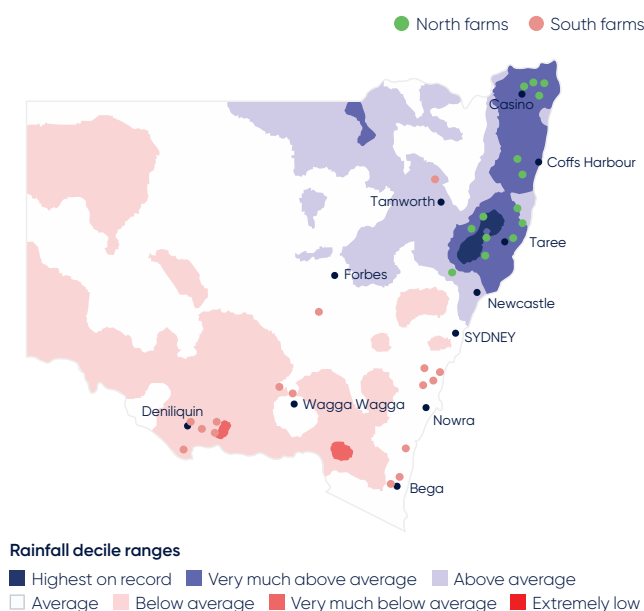 North farms South farms
Casino
Coffs Harbour
Tamworth
Taree
Forbes
Newcastle
SYDNEY
Wagga Wagga
Deniliquin
Nowra
Bega
Rainfall decile ranges
Highest on record Very much above average Above average
Average Below average Very much below average Extremely low